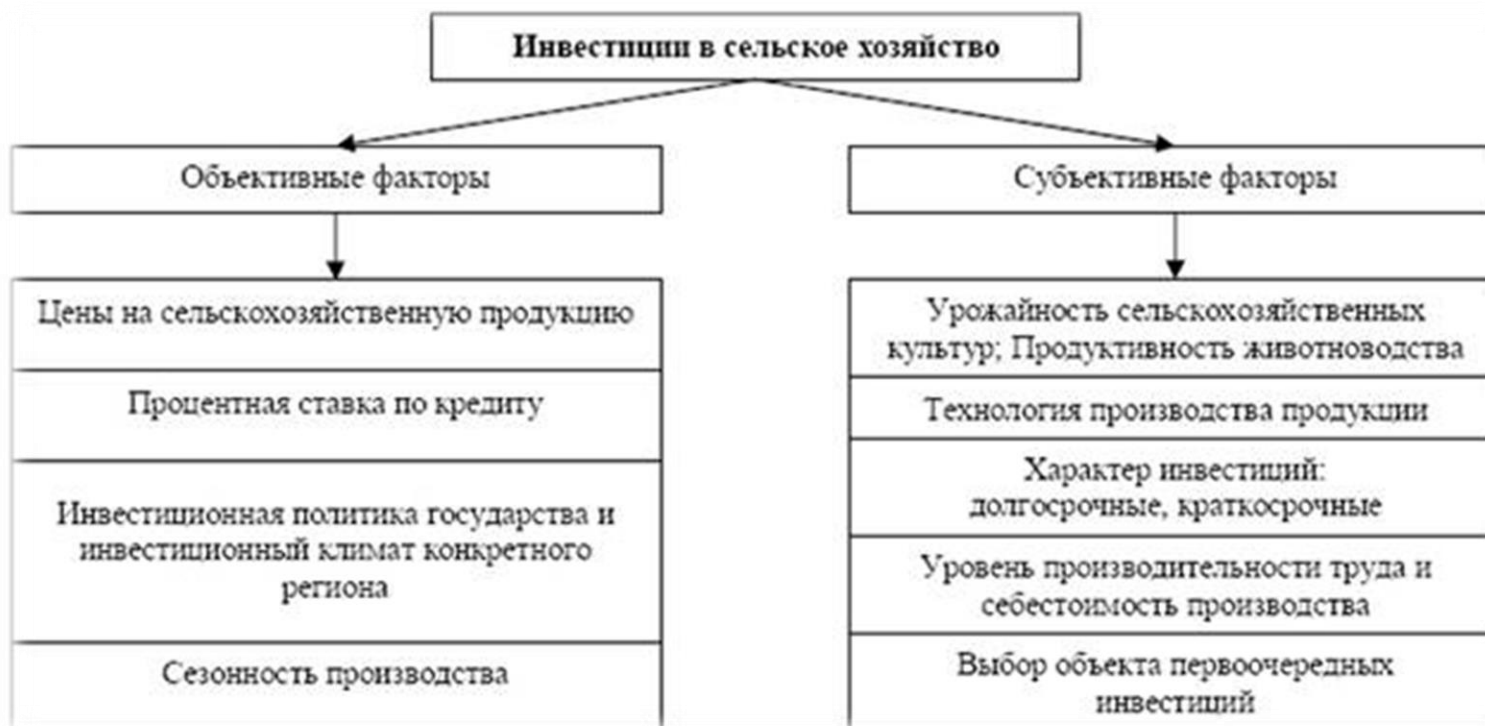 Инвестиции в сельское хозяйство
Объективные факторы
Цены на сельскохозяйственную продукцию
Процентная ставка по кредиту
Инвестиционная политика государства и
инвестиционный климат конкретного
региона
Сезонность производства
Субъективные факторы
Урожайность сельскохозяйственных
культур; Продуктивность животноводства
Технология производства продукции
Характер инвестиций:
долгосрочные, краткосрочные
Уровень производительности труда и
себестоимость производства
Выбор объекта первоочередных
инвестиций